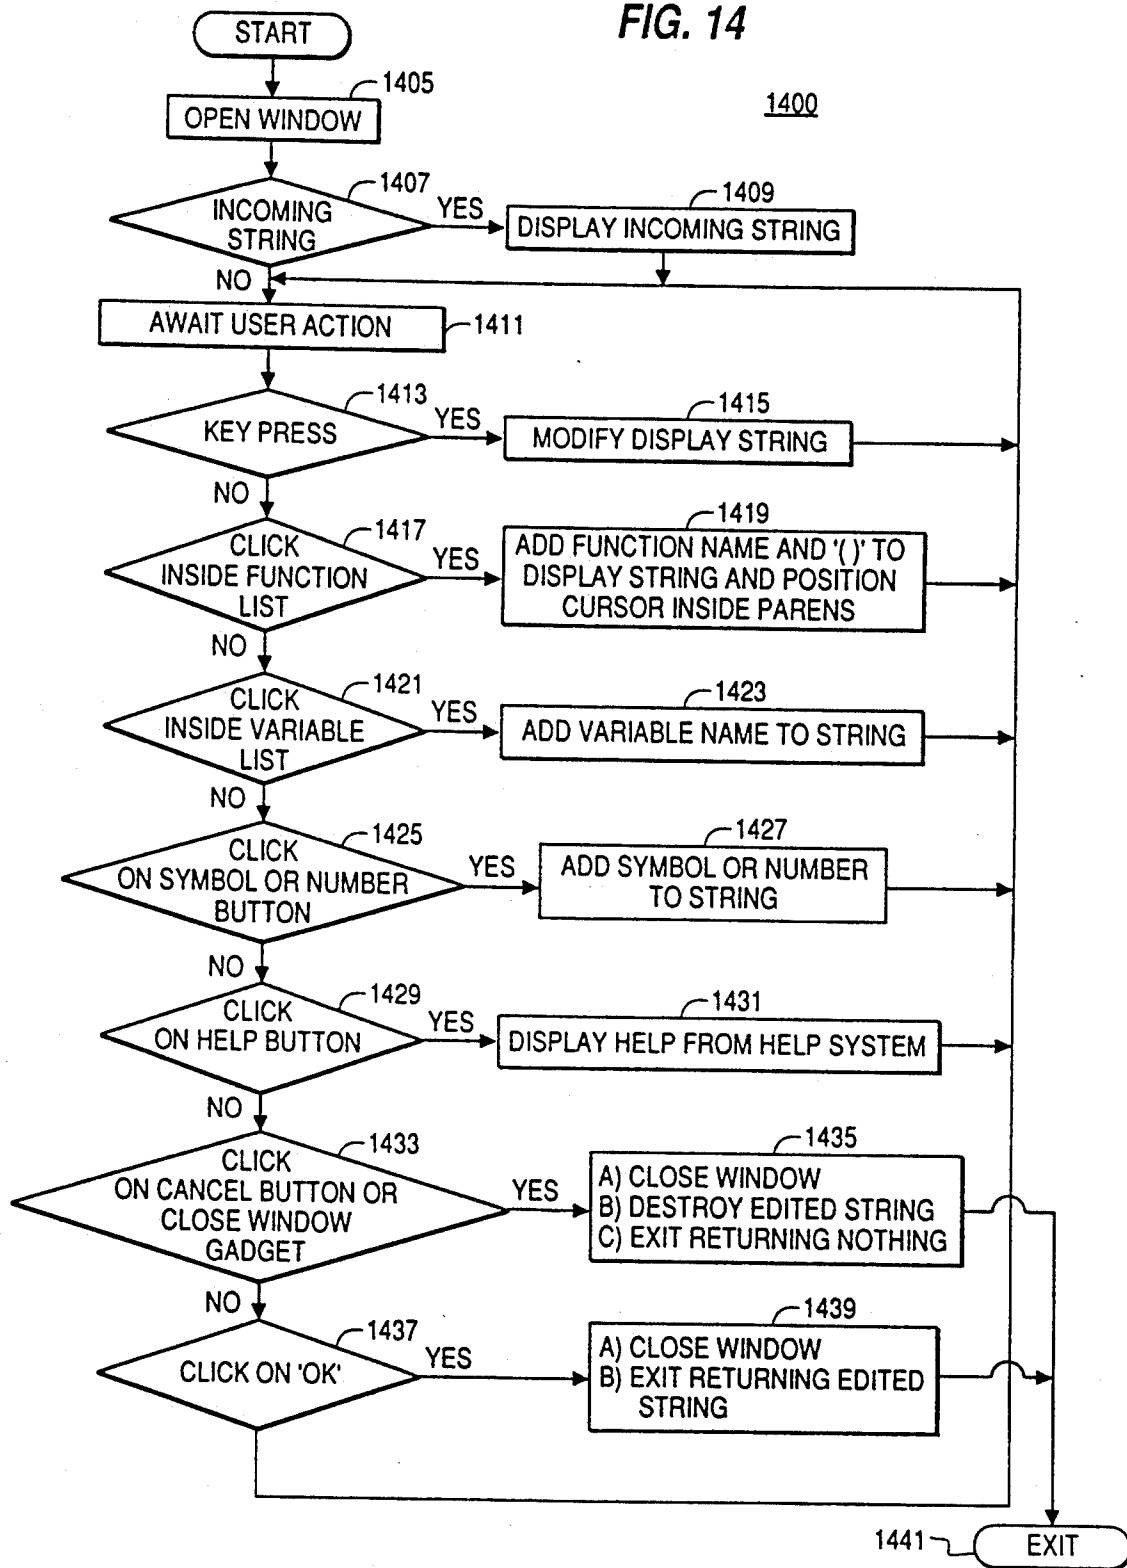 FIG. 14
START
1405
OPEN WINDOW
1400
1407
INCOMING
STRING
YES
1409
DISPLAY INCOMING STRING
NO
AWAIT USER ACTION
1411
1413
KEY PRESS
YES
1415
MODIFY DISPLAY STRING
NO
1417
CLICK
INSIDE FUNCTION
LIST
YES
1419
ADD FUNCTION NAME AND '( )' TO
DISPLAY STRING AND POSITION
CURSOR INSIDE PARENS
NO
1421
CLICK
INSIDE VARIABLE
LIST
YES
1423
ADD VARIABLE NAME TO STRING
NO
1425
CLICK
ON SYMBOL OR NUMBER
BUTTON
YES
1427
ADD SYMBOL OR NUMBER
TO STRING
NO
1429
CLICK
ON HELP BUTTON
YES
1431
DISPLAY HELP FROM HELP SYSTEM
NO
1433
CLICK
ON CANCEL BUTTON OR
CLOSE WINDOW
GADGET
YES
1435
A) CLOSE WINDOW
B) DESTROY EDITED STRING
C) EXIT RETURNING NOTHING
NO
1437
CLICK ON 'OK'
YES
1439
A) CLOSE WINDOW
B) EXIT RETURNING EDITED
STRING
1441
EXIT